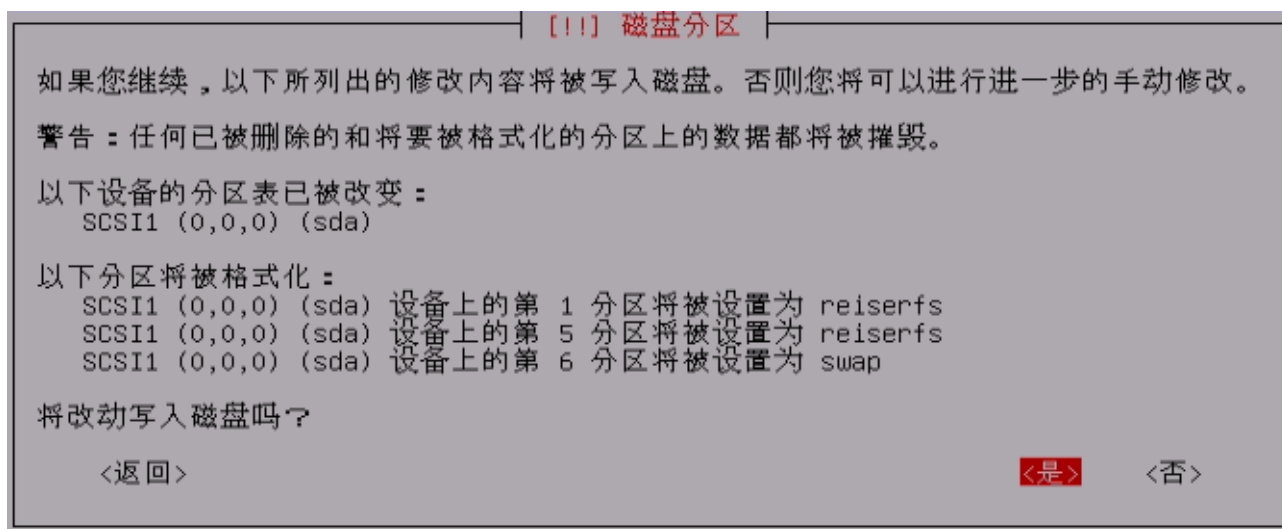 [!!] 磁盘分区
如果您继续，以下所列出的修改内容将被写入磁盘。否则您将可以进行进一步的手动修改。
警告：任何已被删除的和将要被格式化的分区上的数据都将被摧毁。
以下设备的分区表已被改变：
SCSI1 (0,0,0) (sda)
以下分区将被格式化：
SCSI1 (0,0,0) (sda) 设备上的第 1 分区将被设置为 reiserfs
SCSI1 (0,0,0) (sda) 设备上的第 5 分区将被设置为 reiserfs
SCSI1 (0,0,0) (sda) 设备上的第 6 分区将被设置为 swap
将改动写入磁盘吗？
<返回> <是> <否>